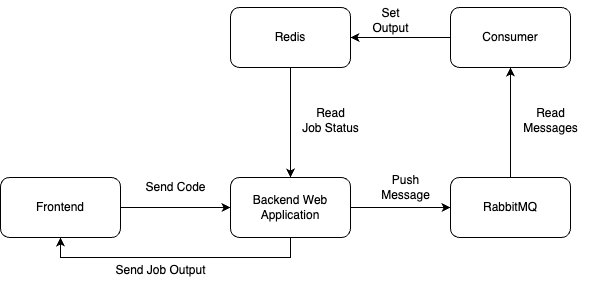 Set
Output
Redis
Consumer
Read
Job Status
Read
Messages
Send Code
Push
Message
Frontend
Backend Web
Application
RabbitMQ
Send Job Output